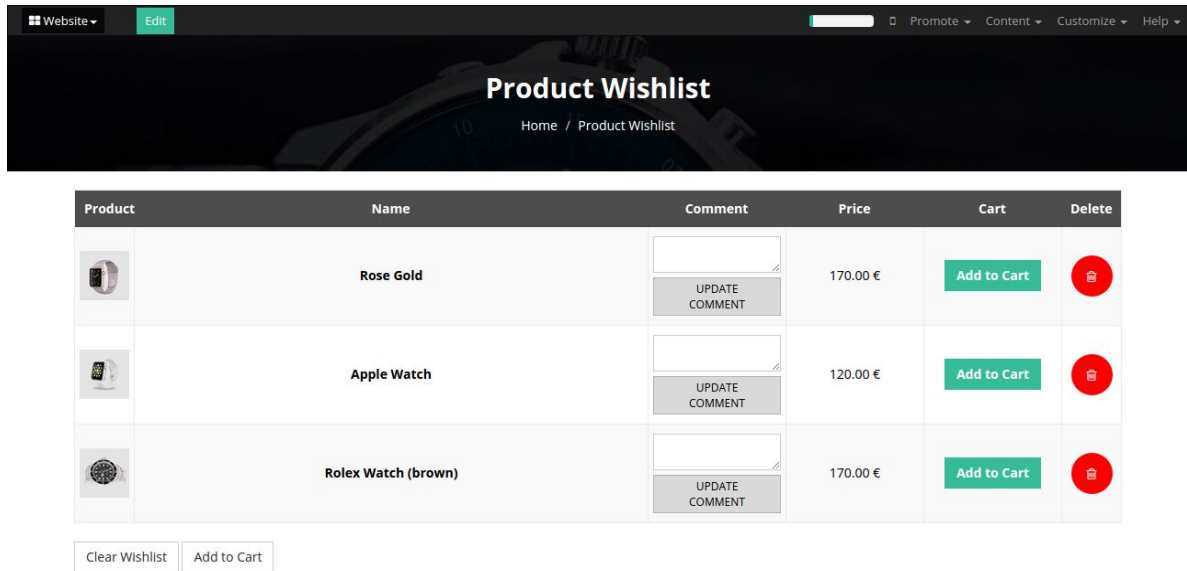 Website
Edit
Promote
Content
Customize
Help
Product Wishlist
Home / Product Wishlist
Product Name Comment Price Cart Delete
Rose Gold
UPDATE
COMMENT
170.00 €
Add to Cart
Apple Watch
UPDATE
COMMENT
120.00 €
Add to Cart
Rolex Watch (brown)
UPDATE
COMMENT
170.00 €
Add to Cart
Clear Wishlist
Add to Cart